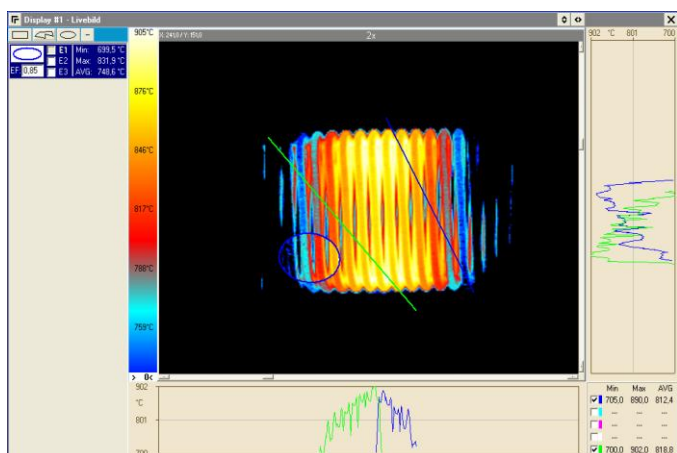 Display #1 - Livebild
E1 Min: 699,5 °C
E2 Max: 831,9 °C
EF: 0,85 E3 AVG: 748,6 °C
905°C
876°C
846°C
817°C
788°C
759°C
2x
902 °C 801 700
902
°C
801
700
Min Max AVG
705,0 890,0 812,4
--- --- ---
--- --- ---
--- --- ---
700,0 902,0 818,8